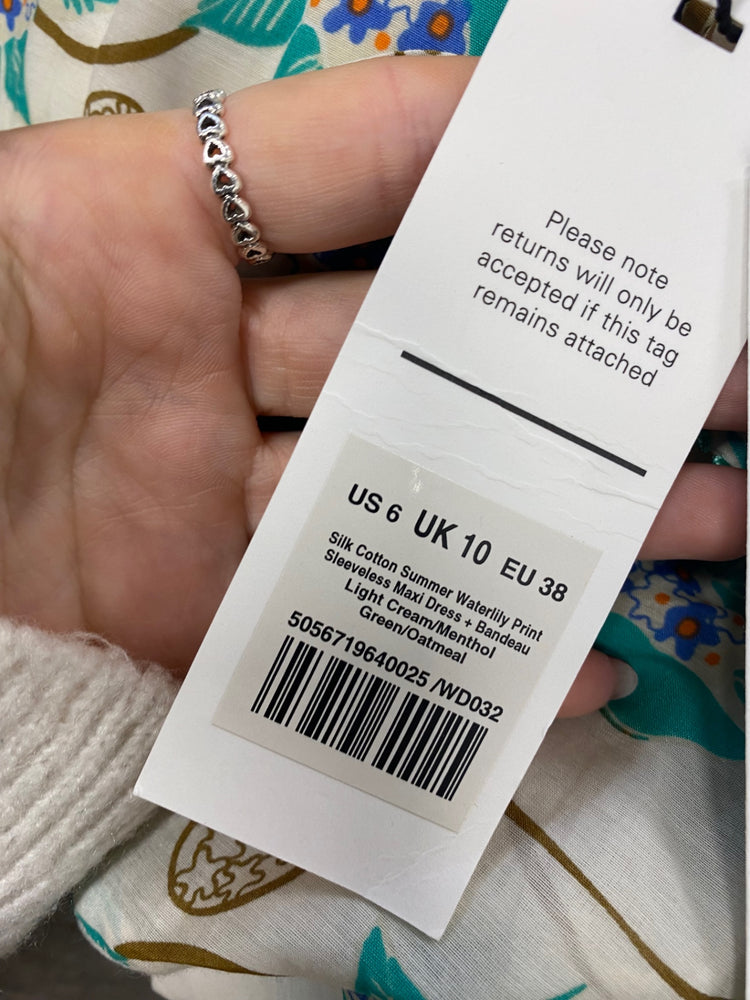 Please note
returns will only be
accepted if this tag
remains attached
US 6 UK 10 EU 38
Silk Cotton Summer Waterlily Print
Sleeveless Maxi Dress + Bandeau
Light Cream/Menthol
Green/Oatmeal
5056719640025 /WD032